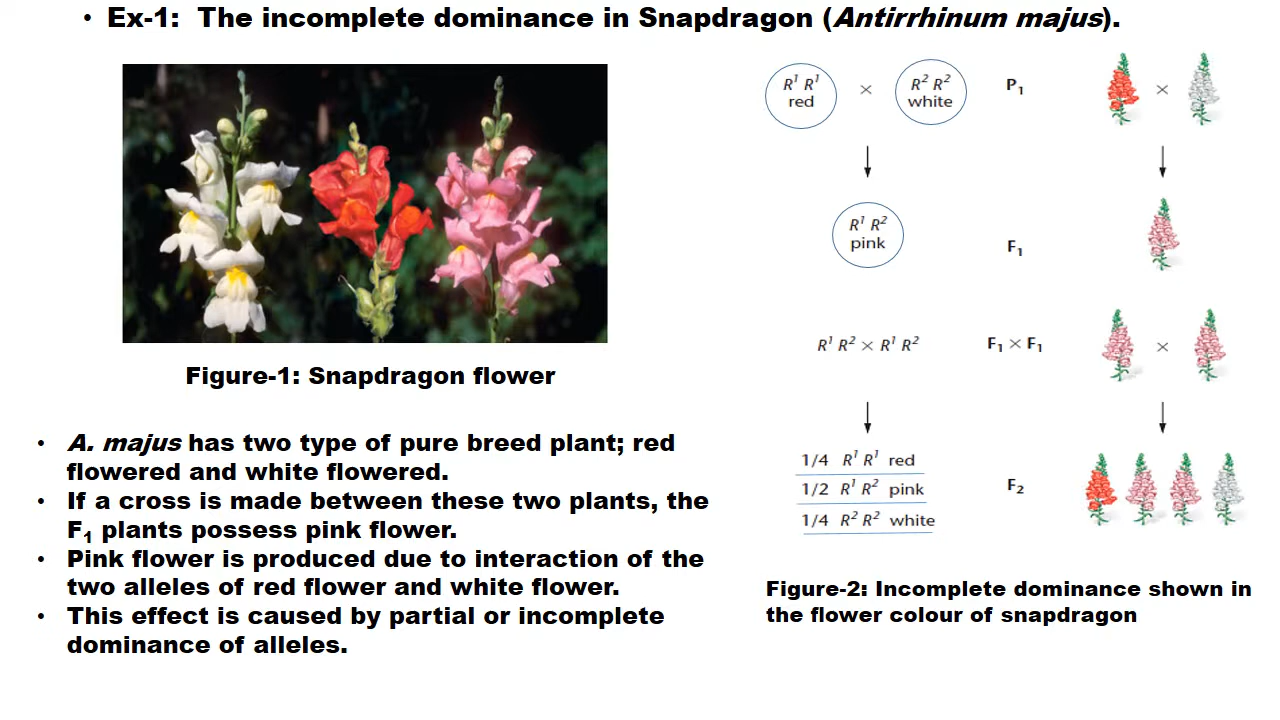 • Ex-1: The incomplete dominance in Snapdragon (Antirrhinum majus).
Figure-1: Snapdragon flower
• A. majus has two type of pure breed plant; red
flowered and white flowered.
• If a cross is made between these two plants, the
F₁ plants possess pink flower.
• Pink flower is produced due to interaction of the
two alleles of red flower and white flower.
• This effect is caused by partial or incomplete
dominance of alleles.
R¹ R¹ × R² R² P₁ ×
red white
R¹ R²
pink
F₁
R¹ R² × R¹ R² F₁ × F₁ ×
1/4 R¹ R¹ red
1/2 R¹ R² pink F₂
1/4 R² R² white
Figure-2: Incomplete dominance shown in
the flower colour of snapdragon